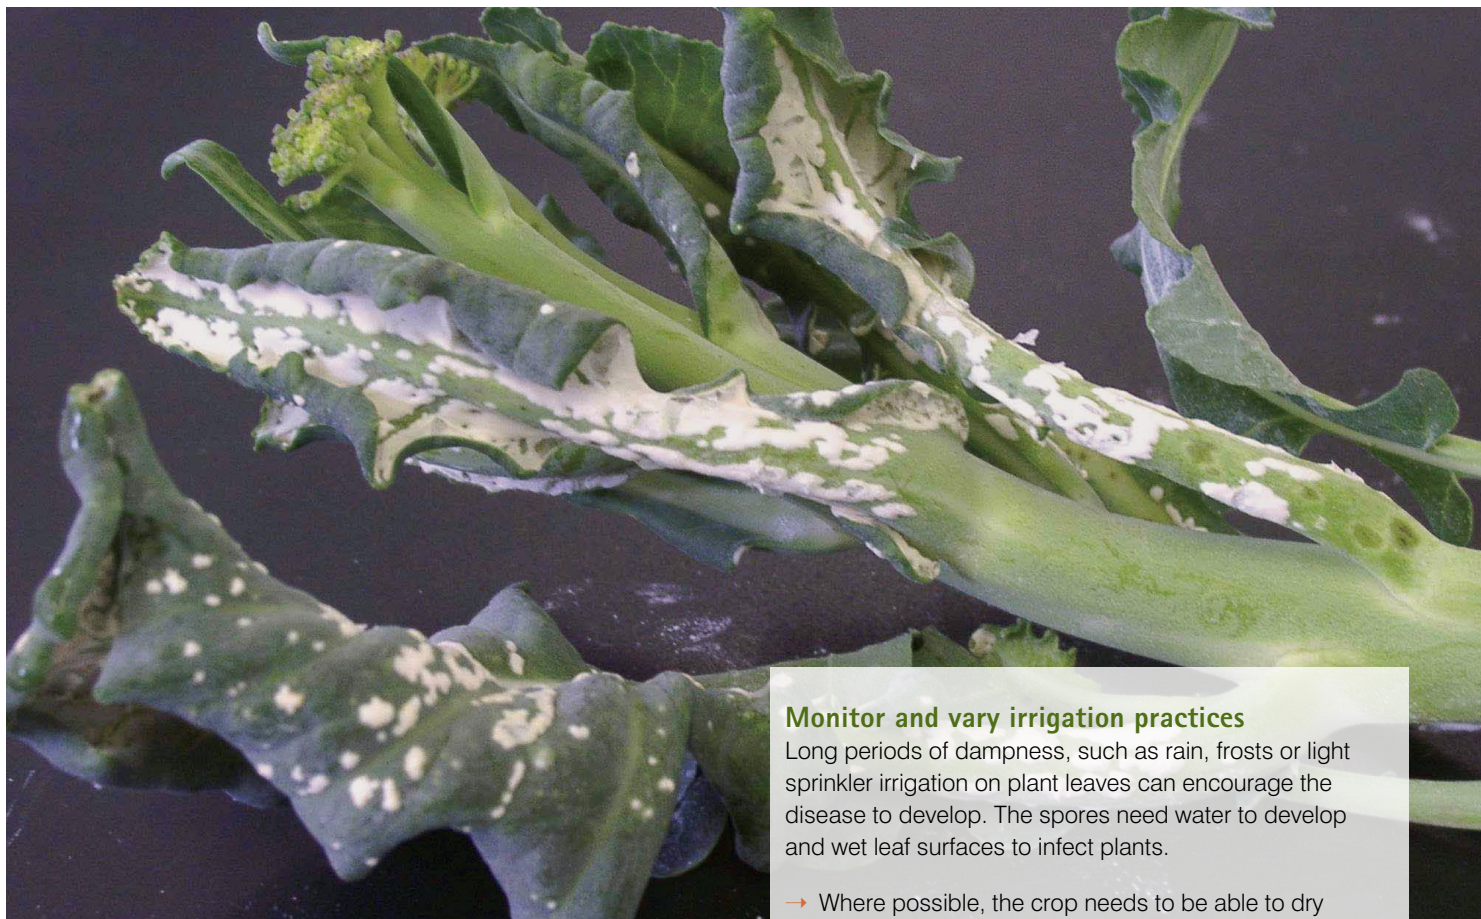 Monitor and vary irrigation practices
Long periods of dampness, such as rain, frosts or light
sprinkler irrigation on plant leaves can encourage the
disease to develop. The spores need water to develop
and wet leaf surfaces to infect plants.
→ Where possible, the crop needs to be able to dry